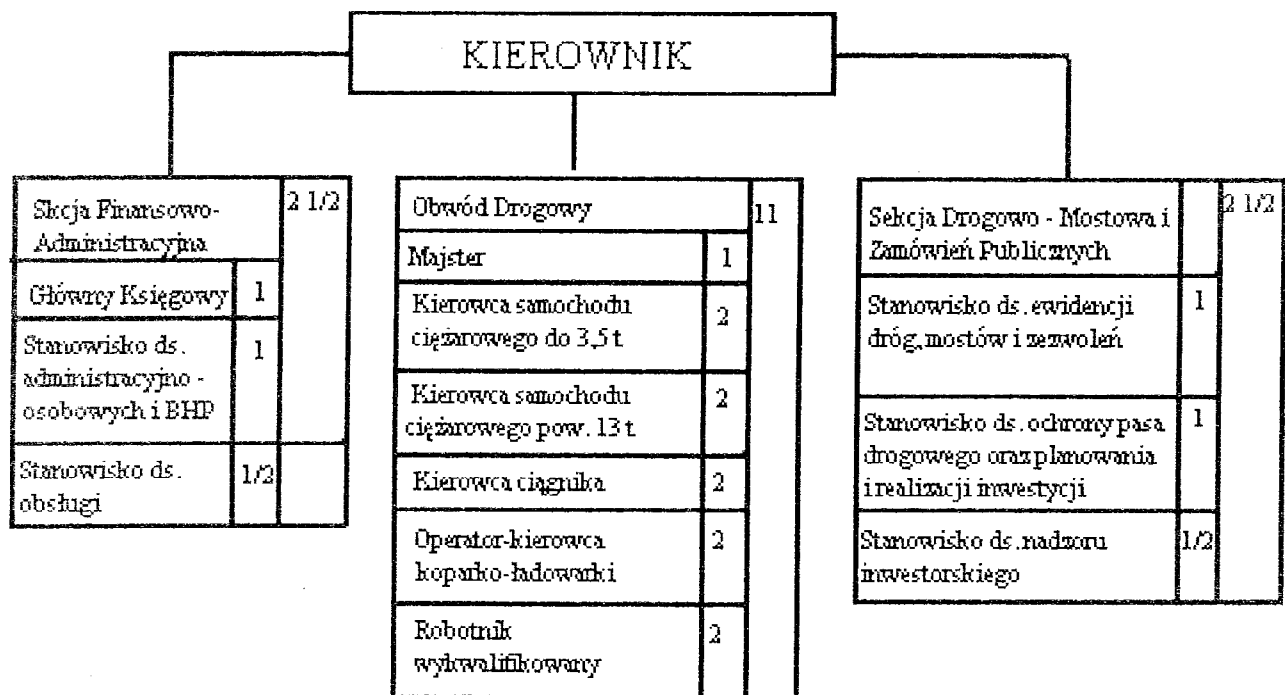 KIEROWNIK
Skcja Finansowo-
Administracyjna
2 1/2
Główny Księgowy 1
Stanowisko ds. 1
administracyjno -
osobowych i BHP
Stanowisko ds. 1/2
obsługi
Obwód Drogowy 11
Majster 1
Kierowca samochodu 2
ciężarowego do 3,5 t
Kierowca samochodu 2
ciężarowego pow. 13 t
Kierowca ciągnika 2
Operator-kierowca 2
koparko-ładowarki
Robotnik 2
wykwalifikowany
Sekcja Drogowo - Mostowa i 2 1/2
Zamówień Publicznych
Stanowisko ds. ewidencji 1
dróg, mostów i zezwoleń
Stanowisko ds. ochrony pasa 1
drogowego oraz planowania
i realizacji inwestycji
Stanowisko ds. nadzoru 1/2
inwestorskiego